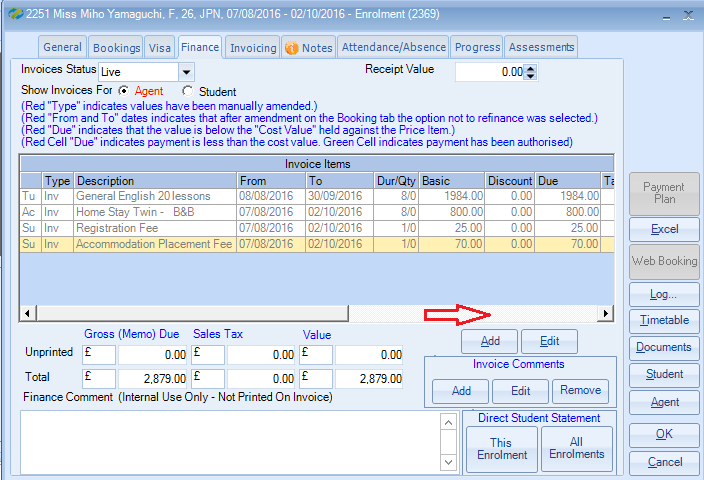 2251 Miss Miho Yamaguchi, F, 26, JPN, 07/08/2016 - 02/10/2016 - Enrolment (2369)
General Bookings Visa Finance Invoicing Notes Attendance/Absence Progress Assessments
Invoices Status Live Receipt Value 0.00
Show Invoices For Agent Student
(Red "Type" indicates values have been manually amended.)
(Red "From and To" dates indicates that after amendment on the Booking tab the option not to refinance was selected.)
(Red "Due" indicates that the value is below the "Cost Value" held against the Price Item.)
(Red Cell "Due" indicates payment is less than the cost value. Green Cell indicates payment has been authorised)
Invoice Items
Type Description From To Dur/Qty Basic Discount Due Ta
Tu Inv General English 20 lessons 08/08/2016 30/09/2016 8/0 1984.00 0.00 1984.00
Ac Inv Home Stay Twin - B&B 07/08/2016 02/10/2016 8/0 800.00 0.00 800.00
Su Inv Registration Fee 07/08/2016 02/10/2016 1/0 25.00 0.00 25.00
Su Inv Accommodation Placement Fee 07/08/2016 02/10/2016 1/0 70.00 0.00 70.00
Gross (Memo) Due Sales Tax Value
Unprinted £ 0.00 £ 0.00 £ 0.00
Total £ 2,879.00 £ 0.00 £ 2,879.00
Finance Comment (Internal Use Only - Not Printed On Invoice)
Add Edit
Invoice Comments
Add Edit Remove
Direct Student Statement
This Enrolment
All Enrolments
Payment Plan
Excel
Web Booking
Log...
Timetable
Documents
Student
Agent
OK
Cancel